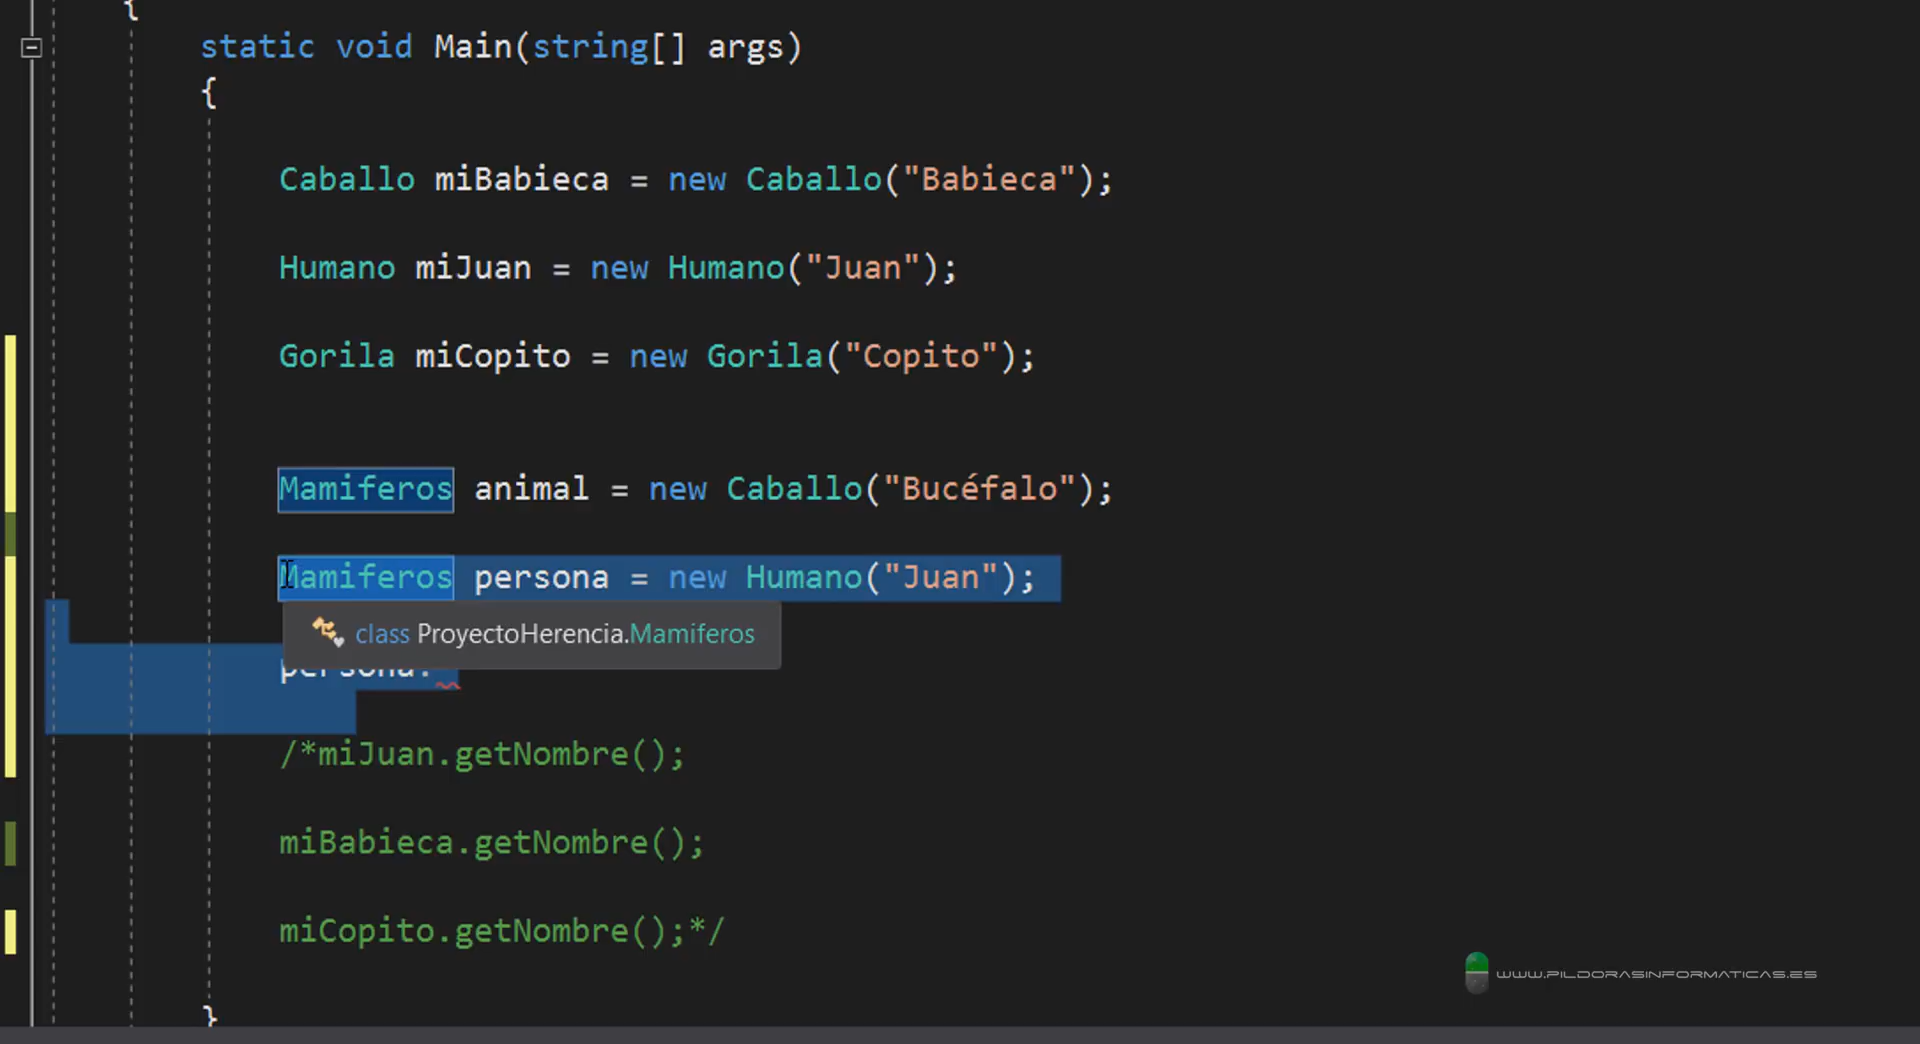 {
static void Main(string[] args)
{
Caballo miBabieca = new Caballo("Babieca");
Humano miJuan = new Humano("Juan");
Gorila miCopito = new Gorila("Copito");
Mamiferos animal = new Caballo("Bucéfalo");
Mamiferos persona = new Humano("Juan");
class ProyectoHerencia.Mamiferos
persona.
/*miJuan.getNombre();
miBabieca.getNombre();
miCopito.getNombre();*/
}
WWW.PILDORASINFORMATICAS.ES